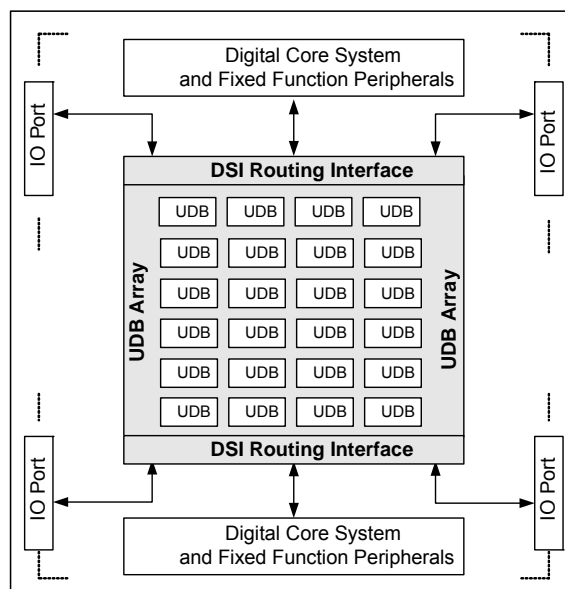 Digital Core System
and Fixed Function Peripherals
IO Port
IO Port
DSI Routing Interface
UDB UDB UDB UDB
UDB UDB UDB UDB
UDB UDB UDB UDB
UDB UDB UDB UDB
UDB UDB UDB UDB
UDB UDB UDB UDB
UDB Array
UDB Array
DSI Routing Interface
IO Port
IO Port
Digital Core System
and Fixed Function Peripherals